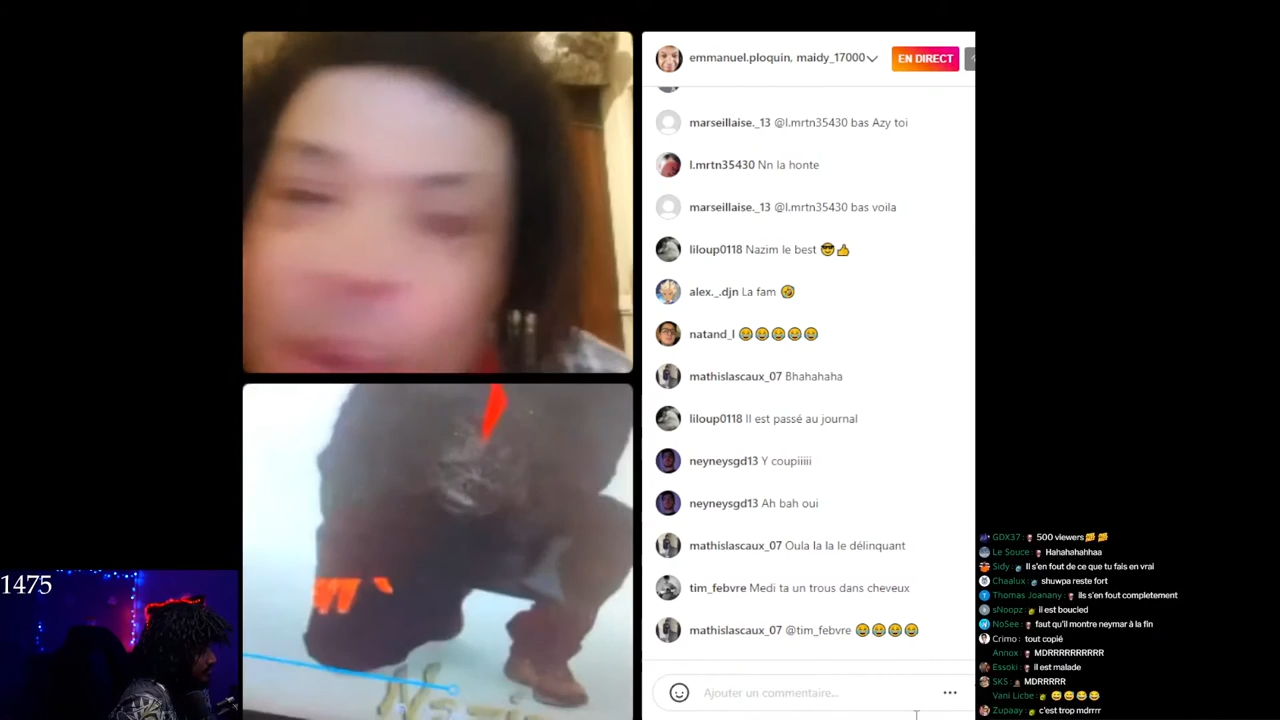 emmanuel.ploquin, maidy_17000
EN DIRECT
marseillaise._13 @l.mrtn35430 bas Azy toi
l.mrtn35430 Nn la honte
marseillaise._13 @l.mrtn35430 bas voila
liloup0118 Nazim le best 😎👍
alex._.djn La fam 🤣
natand_l 😂😂😂😂😂
mathislascaux_07 Bhahahaha
liloup0118 Il est passé au journal
neyneysgd13 Y coupiiiii
neyneysgd13 Ah bah oui
mathislascaux_07 Oula la la le délinquant
tim_febvre Medi ta un trous dans cheveux
mathislascaux_07 @tim_febvre 😂😂😂😂
Ajouter un commentaire...
1475
GDX37 : 500 viewers
Le Souce : Hahahahahhaa
Sidy : Il s'en fout de ce que tu fais en vrai
Chaalux : shuwpa reste fort
Thomas Joanany : ils s'en fout completement
sNoopz : il est boucled
NoSee : faut qu'il montre neymar à la fin
Crimo : tout copié
Annox : MDRRRRRRRRRR
Essoki : il est malade
SKS : MDRRRRR
Vani Licbe : 😅😅😂😂
Zupaay : c'est trop mdrrrr